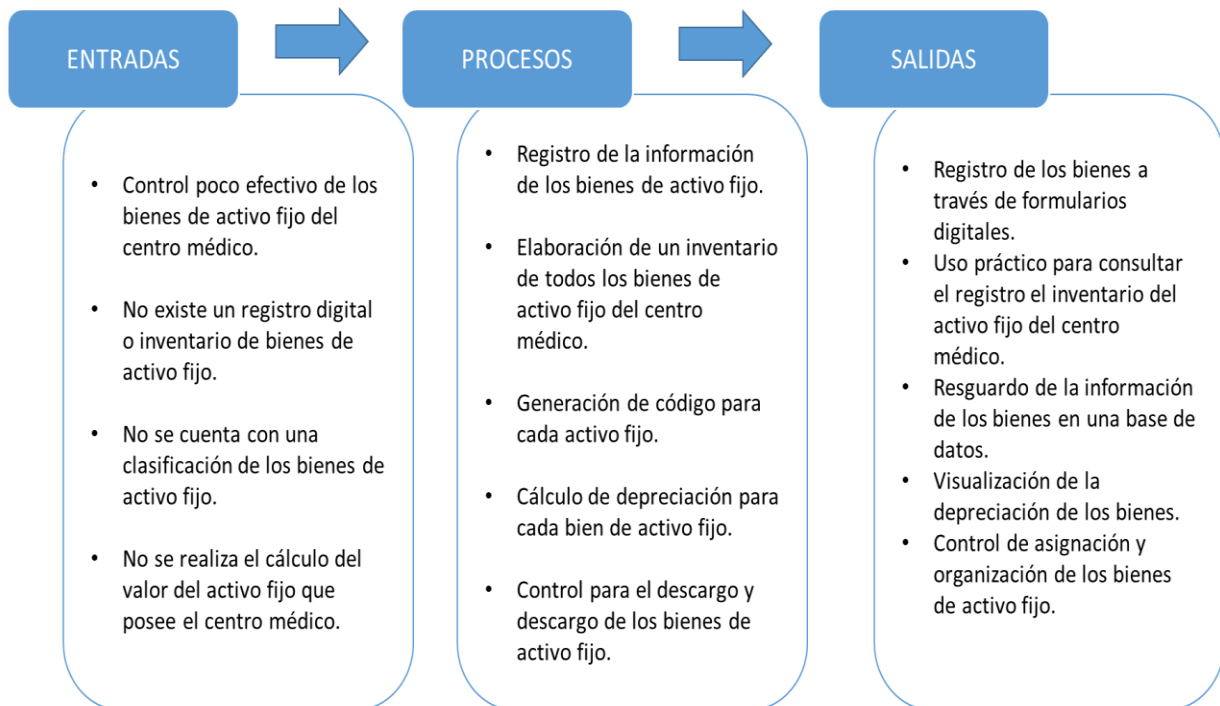 ENTRADAS
• Control poco efectivo de los
bienes de activo fijo del
centro médico.
• No existe un registro digital
o inventario de bienes de
activo fijo.
• No se cuenta con una
clasificación de los bienes de
activo fijo.
• No se realiza el cálculo del
valor del activo fijo que
posee el centro médico.
PROCESOS
• Registro de la información
de los bienes de activo fijo.
• Elaboración de un inventario
de todos los bienes de
activo fijo del centro
médico.
• Generación de código para
cada activo fijo.
• Cálculo de depreciación para
cada bien de activo fijo.
• Control para el descargo y
descargo de los bienes de
activo fijo.
SALIDAS
• Registro de los bienes a
través de formularios
digitales.
• Uso práctico para consultar
el registro el inventario del
activo fijo del centro
médico.
• Resguardo de la información
de los bienes en una base de
datos.
• Visualización de la
depreciación de los bienes.
• Control de asignación y
organización de los bienes
de activo fijo.